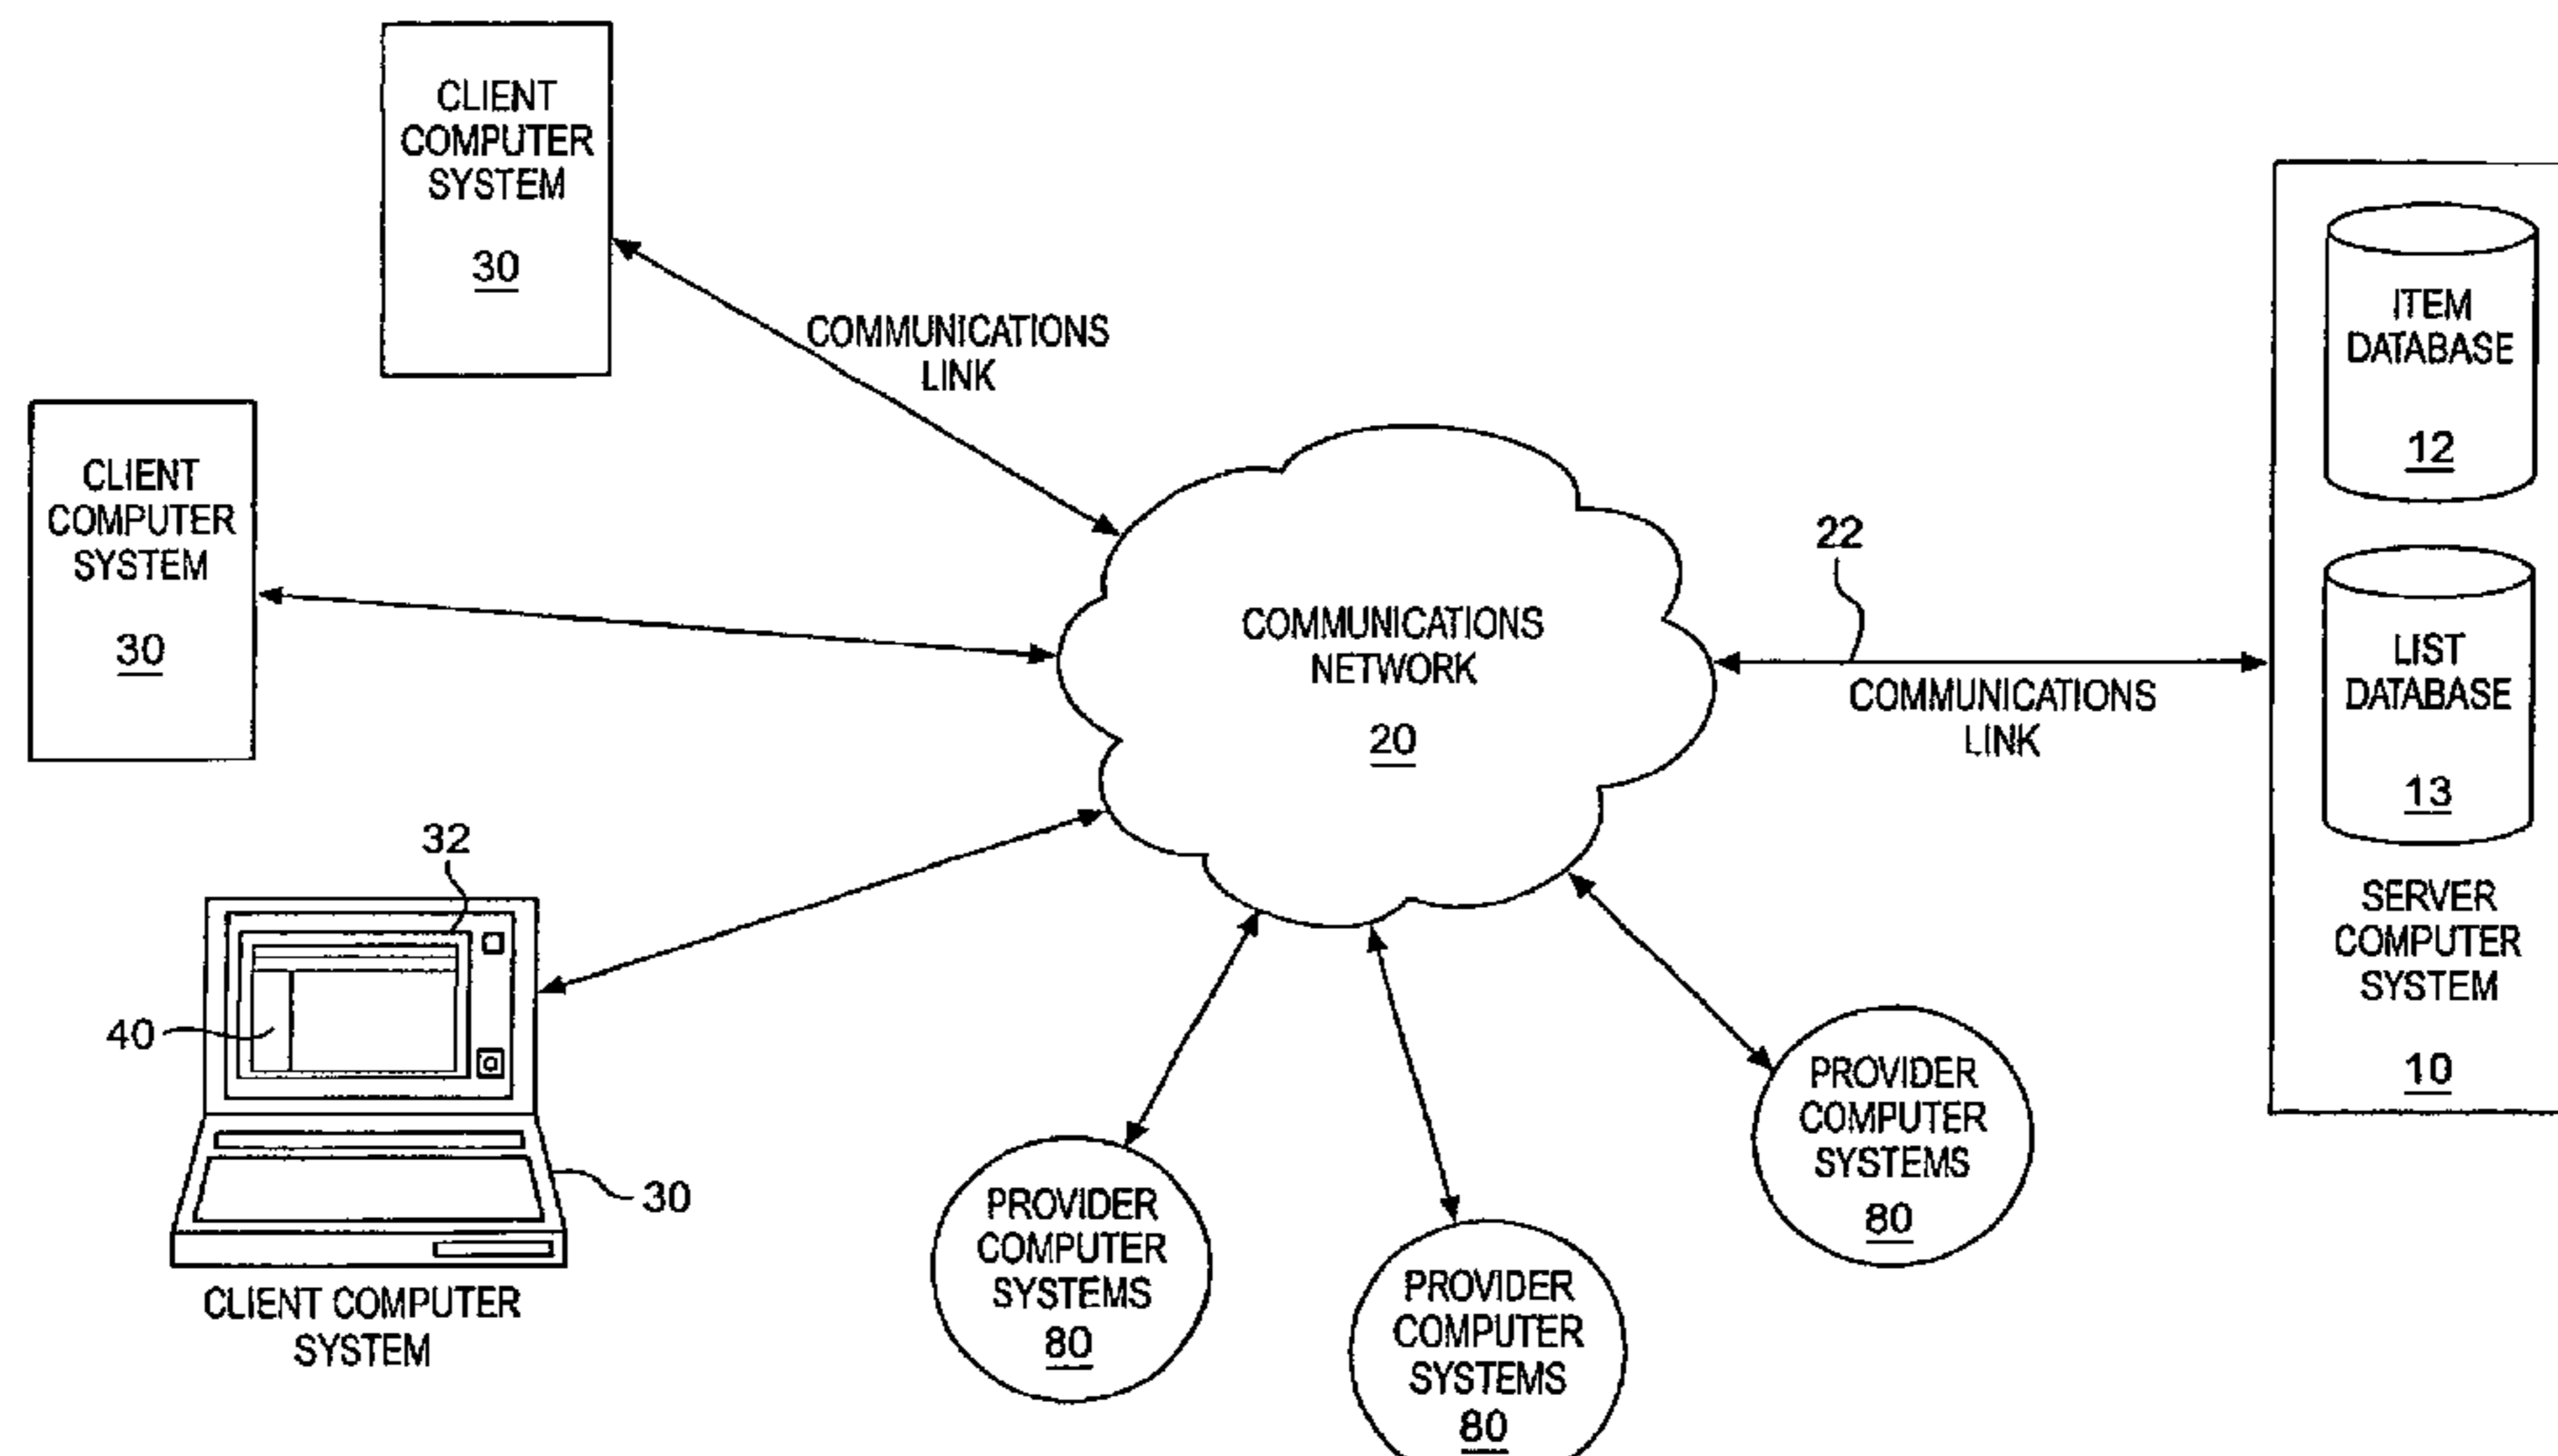 CLIENT
COMPUTER
SYSTEM
30
COMMUNICATIONS
LINK
CLIENT
COMPUTER
SYSTEM
30
COMMUNICATIONS
NETWORK
20
22
COMMUNICATIONS
LINK
ITEM
DATABASE
12
LIST
DATABASE
13
SERVER
COMPUTER
SYSTEM
10
32
40
30
CLIENT COMPUTER
SYSTEM
PROVIDER
COMPUTER
SYSTEMS
80
PROVIDER
COMPUTER
SYSTEMS
80
PROVIDER
COMPUTER
SYSTEMS
80